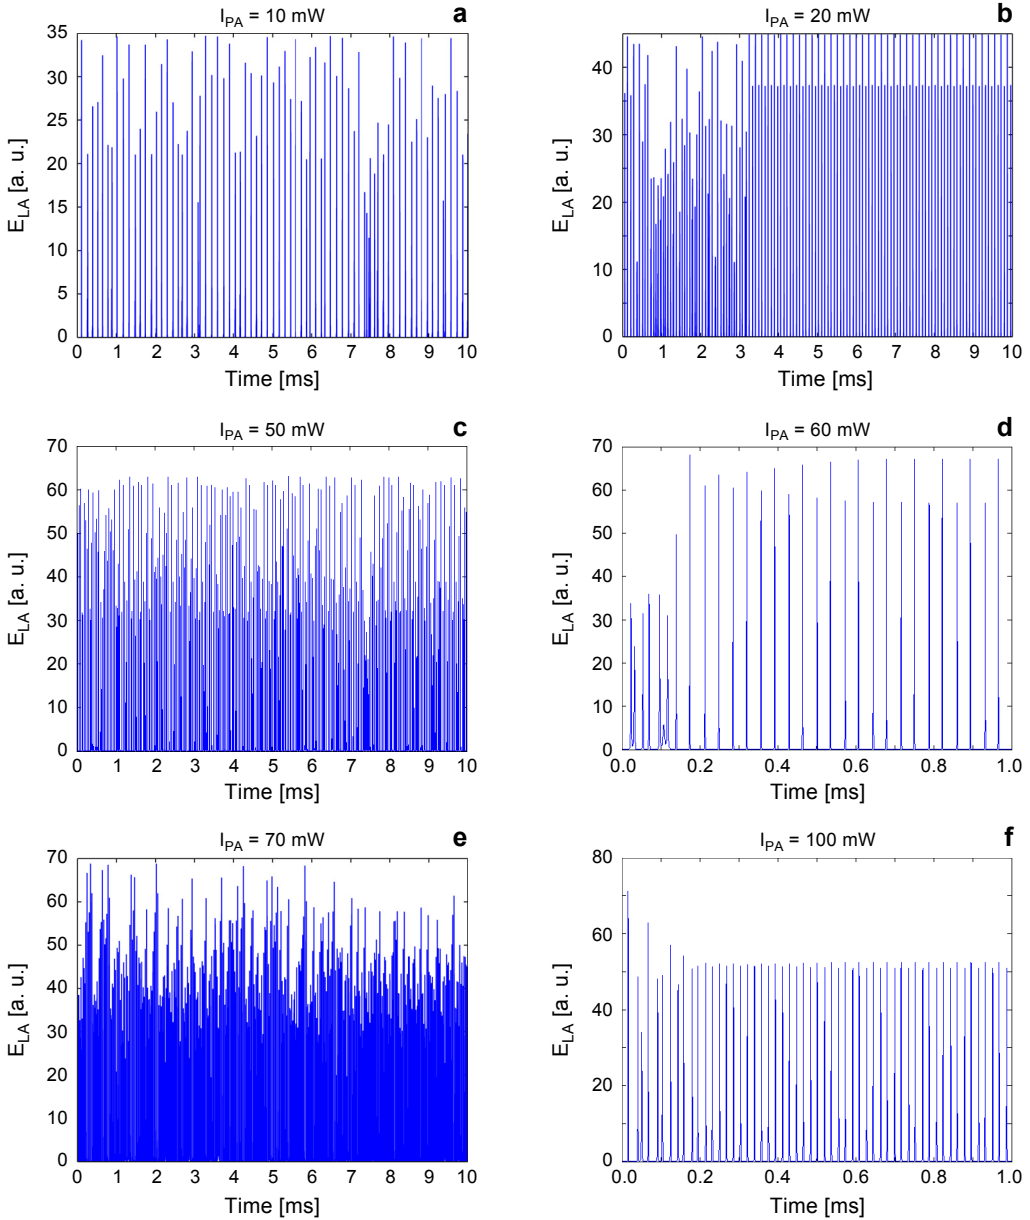 I_PA = 10 mW a
E_LA [a. u.]
35
30
25
20
15
10
5
0
0 1 2 3 4 5 6 7 8 9 10
Time [ms]
I_PA = 20 mW b
E_LA [a. u.]
40
30
20
10
0
0 1 2 3 4 5 6 7 8 9 10
Time [ms]
I_PA = 50 mW c
E_LA [a. u.]
70
60
50
40
30
20
10
0
0 1 2 3 4 5 6 7 8 9 10
Time [ms]
I_PA = 60 mW d
E_LA [a. u.]
70
60
50
40
30
20
10
0
0.0 0.2 0.4 0.6 0.8 1.0
Time [ms]
I_PA = 70 mW e
E_LA [a. u.]
70
60
50
40
30
20
10
0
0 1 2 3 4 5 6 7 8 9 10
Time [ms]
I_PA = 100 mW f
E_LA [a. u.]
80
60
40
20
0
0.0 0.2 0.4 0.6 0.8 1.0
Time [ms]